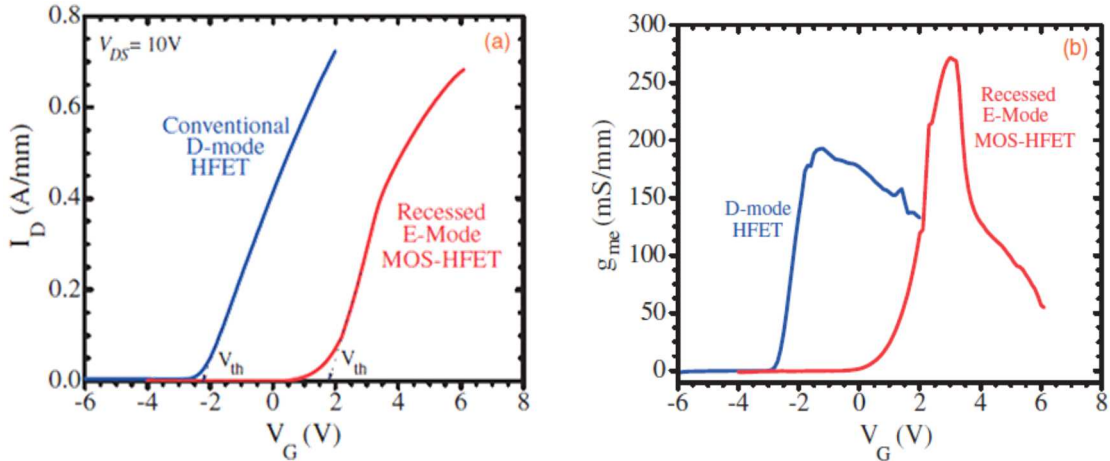 (a)
V_DS = 10V
Conventional
D-mode
HFET
Recessed
E-Mode
MOS-HFET
V_th
V_th
I_D (A/mm)
0.8
0.6
0.4
0.2
0.0
-6 -4 -2 0 2 4 6 8
V_G (V)
(b)
Recessed
E-Mode
MOS-HFET
D-mode
HFET
g_me (mS/mm)
300
250
200
150
100
50
0
-6 -4 -2 0 2 4 6 8
V_G (V)